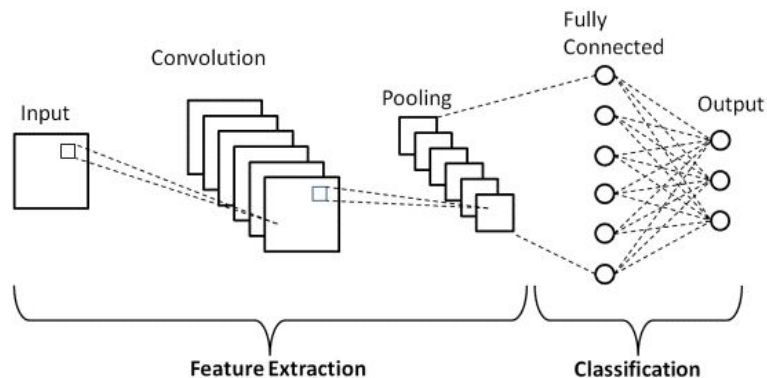 Fully
Connected
Convolution
Pooling
Input
Output
Feature Extraction
Classification